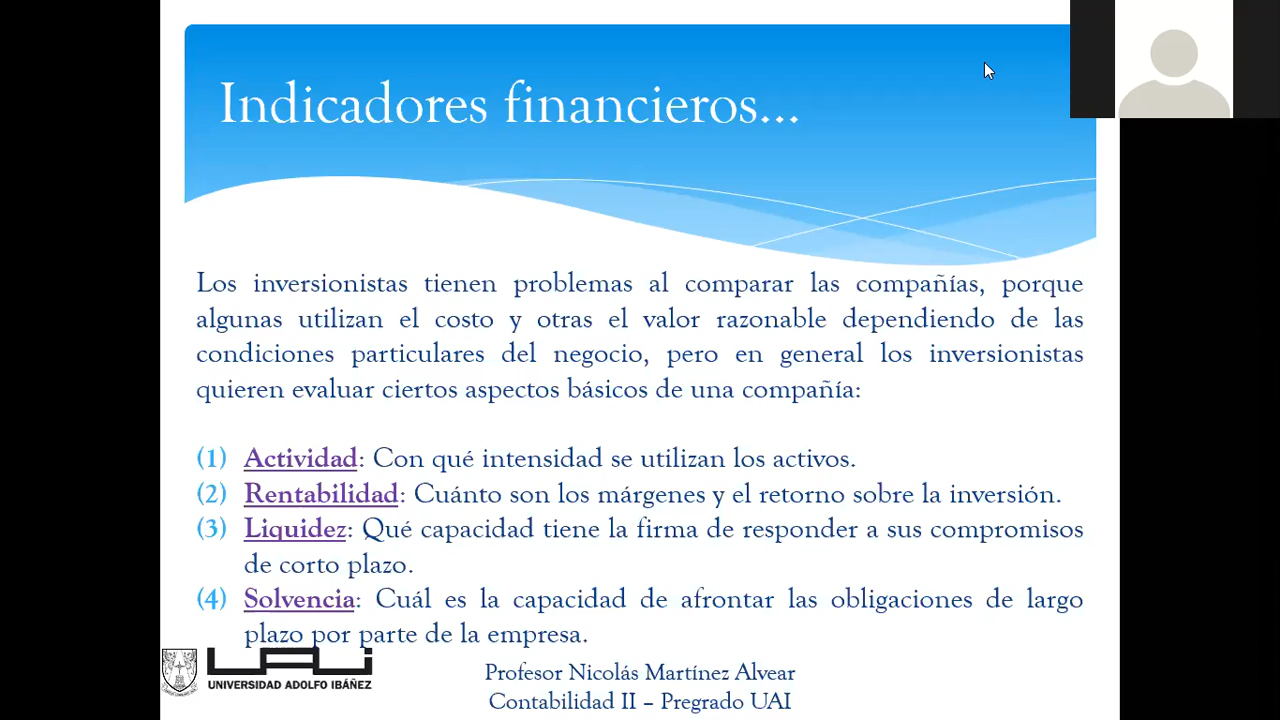 Indicadores financieros...
Los inversionistas tienen problemas al comparar las compañías, porque
algunas utilizan el costo y otras el valor razonable dependiendo de las
condiciones particulares del negocio, pero en general los inversionistas
quieren evaluar ciertos aspectos básicos de una compañía:
(1) Actividad: Con qué intensidad se utilizan los activos.
(2) Rentabilidad: Cuánto son los márgenes y el retorno sobre la inversión.
(3) Liquidez: Qué capacidad tiene la firma de responder a sus compromisos
de corto plazo.
(4) Solvencia: Cuál es la capacidad de afrontar las obligaciones de largo
plazo por parte de la empresa.
UAI
UNIVERSIDAD ADOLFO IBÁÑEZ
Profesor Nicolás Martínez Alvear
Contabilidad II – Pregrado UAI